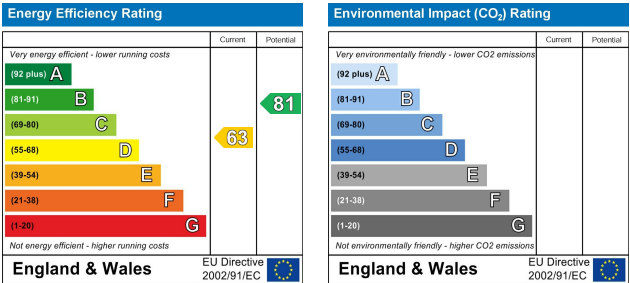 Energy Efficiency Rating
Current Potential
Very energy efficient - lower running costs
(92 plus) A
(81-91) B
(69-80) C
(55-68) D
(39-54) E
(21-38) F
(1-20) G
63
81
Not energy efficient - higher running costs
England & Wales
EU Directive
2002/91/EC
Environmental Impact (CO₂) Rating
Current Potential
Very environmentally friendly - lower CO2 emissions
(92 plus) A
(81-91) B
(69-80) C
(55-68) D
(39-54) E
(21-38) F
(1-20) G
Not environmentally friendly - higher CO2 emissions
England & Wales
EU Directive
2002/91/EC